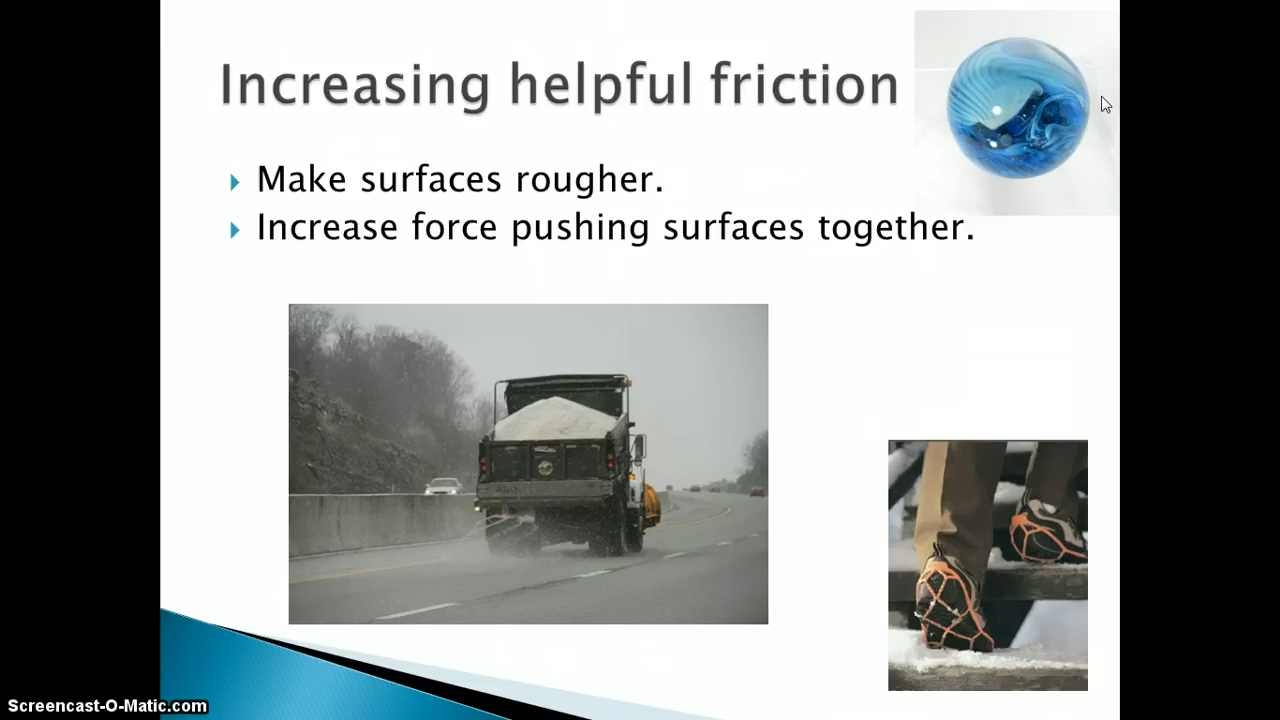 Increasing helpful friction
Make surfaces rougher.
Increase force pushing surfaces together.
Screencast-O-Matic.com